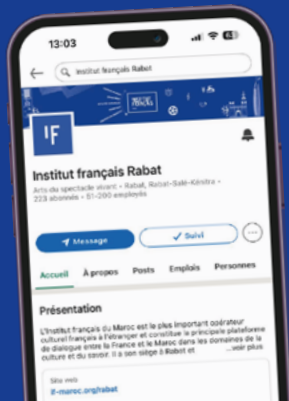 13:03
Institut français Rabat
IF
Institut français Rabat
Arts du spectacle vivant • Rabat, Rabat-Salé-Kénitra •
223 abonnés • 51-200 employés
Message
Suivi
Accueil À propos Posts Emplois Personnes
Présentation
L'Institut français du Maroc est le plus important opérateur
culturel français à l'étranger et constitue la principale plateforme
de dialogue entre la France et le Maroc dans les domaines de la
culture et du savoir. Il a son siège à Rabat et ...voir plus
Site web
if-maroc.org/rabat